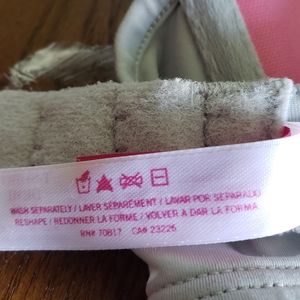 WASH SEPARATELY / LAVER SÉPARÉMENT / LAVAR POR SEPARADO
RESHAPE / REDONNER LA FORME / VOLVER A DAR LA FORMA
RN# 70817 CA# 23226